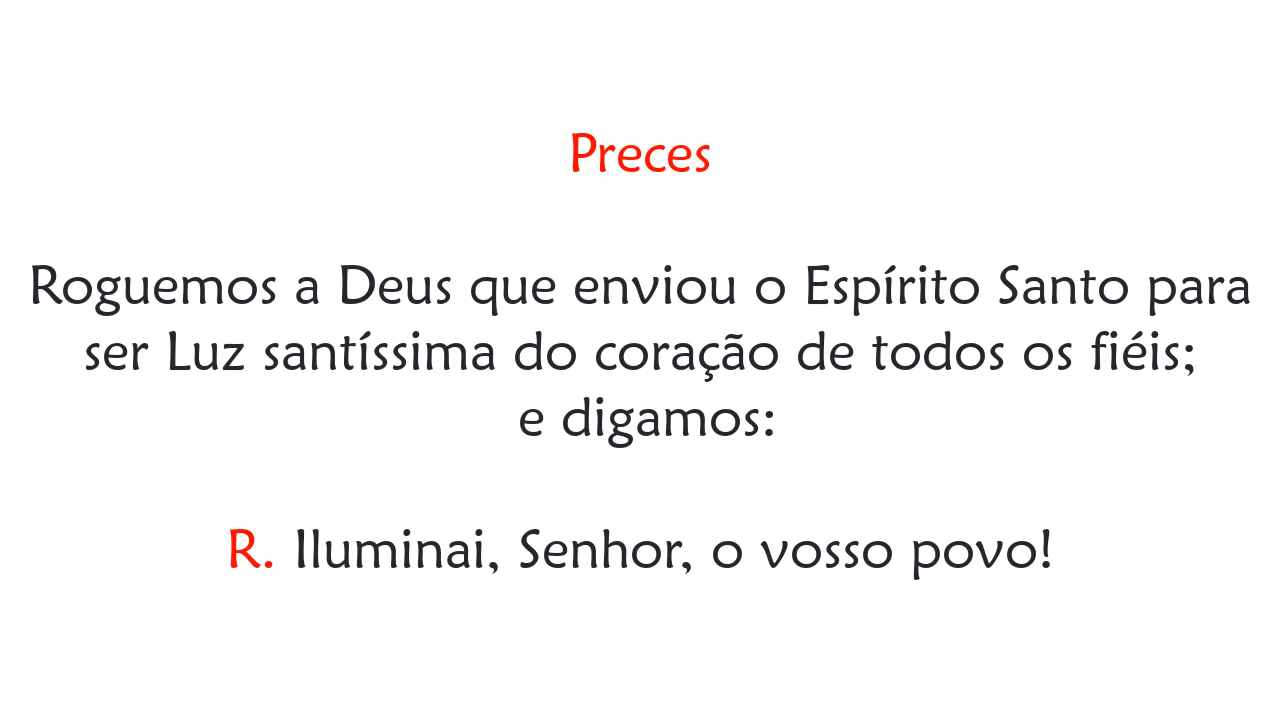 Preces
Roguemos a Deus que enviou o Espírito Santo para
ser Luz santíssima do coração de todos os fiéis;
e digamos:
R. Iluminai, Senhor, o vosso povo!